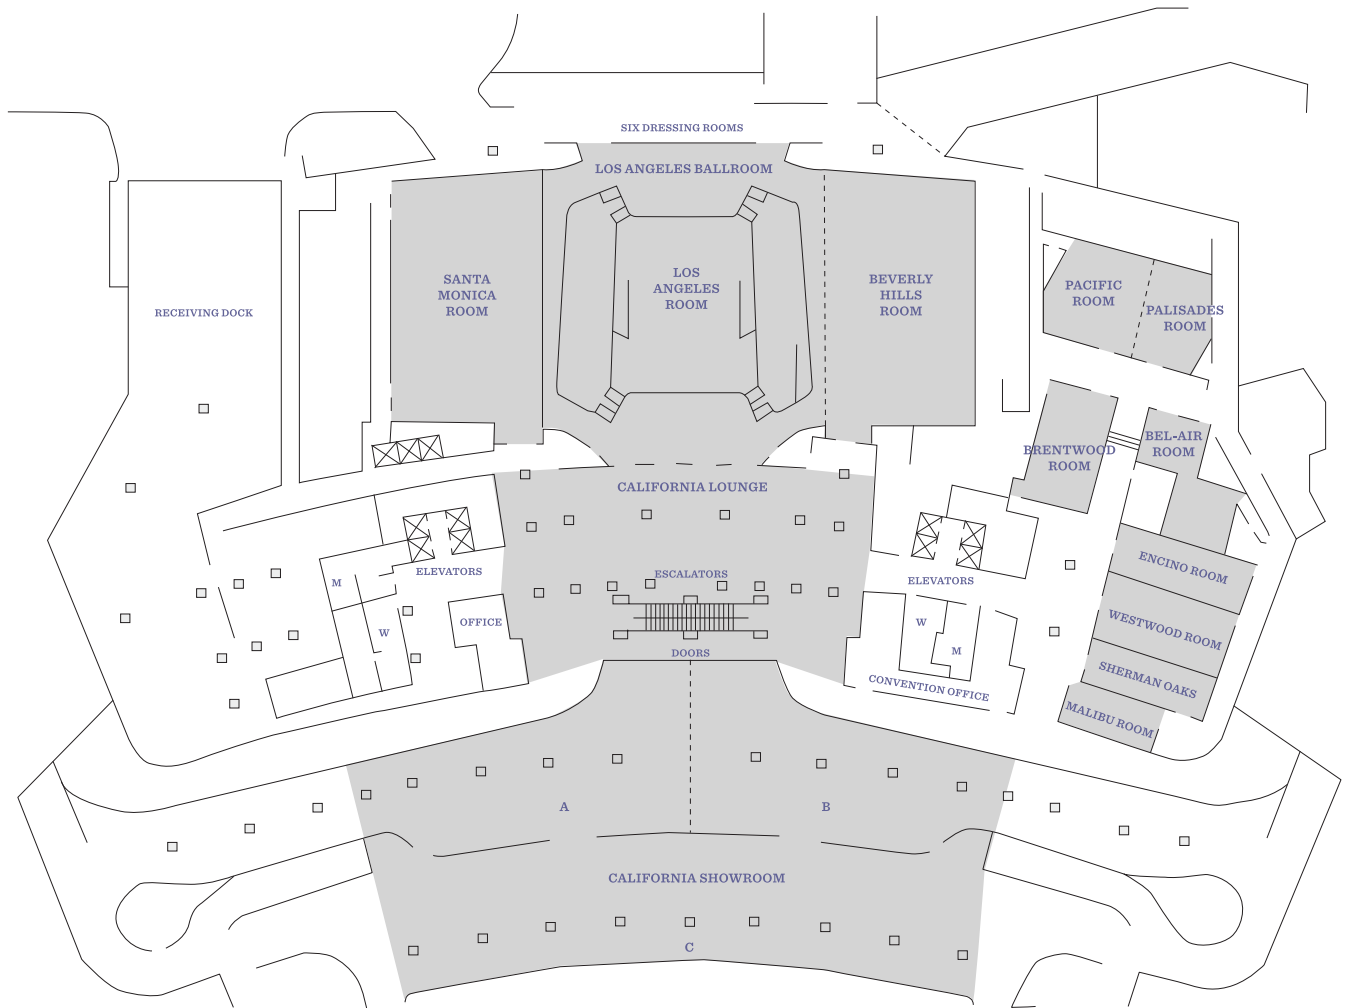 SIX DRESSING ROOMS
LOS ANGELES BALLROOM
SANTA
MONICA
ROOM
LOS
ANGELES
ROOM
BEVERLY
HILLS
ROOM
PACIFIC
ROOM
PALISADES
ROOM
RECEIVING DOCK
BRENTWOOD
ROOM
BEL-AIR
ROOM
CALIFORNIA LOUNGE
ELEVATORS
ESCALATORS
ELEVATORS
ENCINO ROOM
M
W
OFFICE
W
M
WESTWOOD ROOM
DOORS
CONVENTION OFFICE
SHERMAN OAKS
MALIBU ROOM
A
B
CALIFORNIA SHOWROOM
C